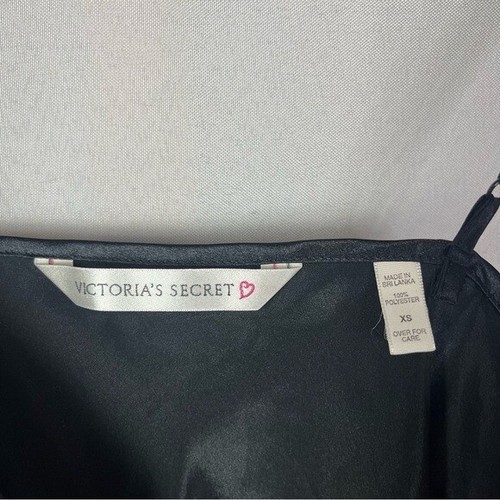 VICTORIA'S SECRET
MADE IN
SRI LANKA
100%
POLYESTER
XS
OVER FOR
CARE